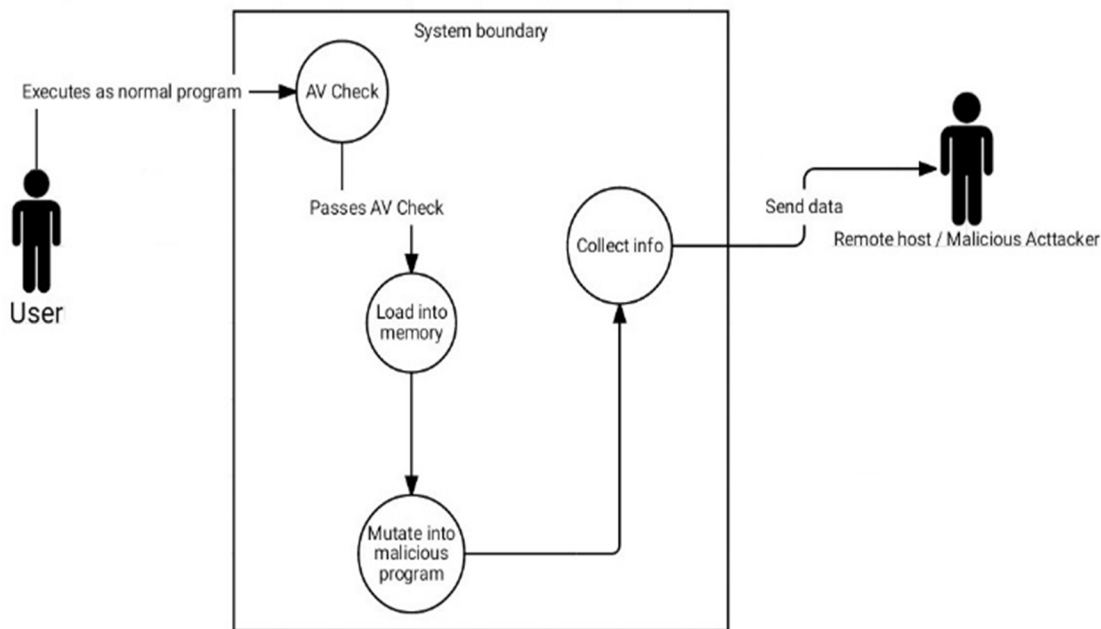 System boundary
Executes as normal program
AV Check
Passes AV Check
Load into
memory
Mutate into
malicious
program
Collect info
Send data
Remote host / Malicious Acttacker
User